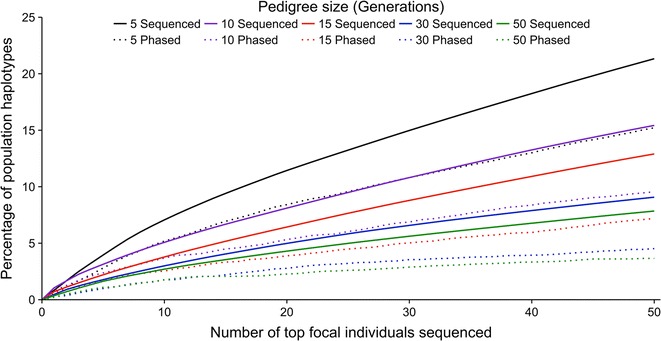 Pedigree size (Generations)
5 Sequenced 10 Sequenced 15 Sequenced 30 Sequenced 50 Sequenced
5 Phased 10 Phased 15 Phased 30 Phased 50 Phased
Percentage of population haplotypes
25
20
15
10
5
0
0 10 20 30 40 50
Number of top focal individuals sequenced